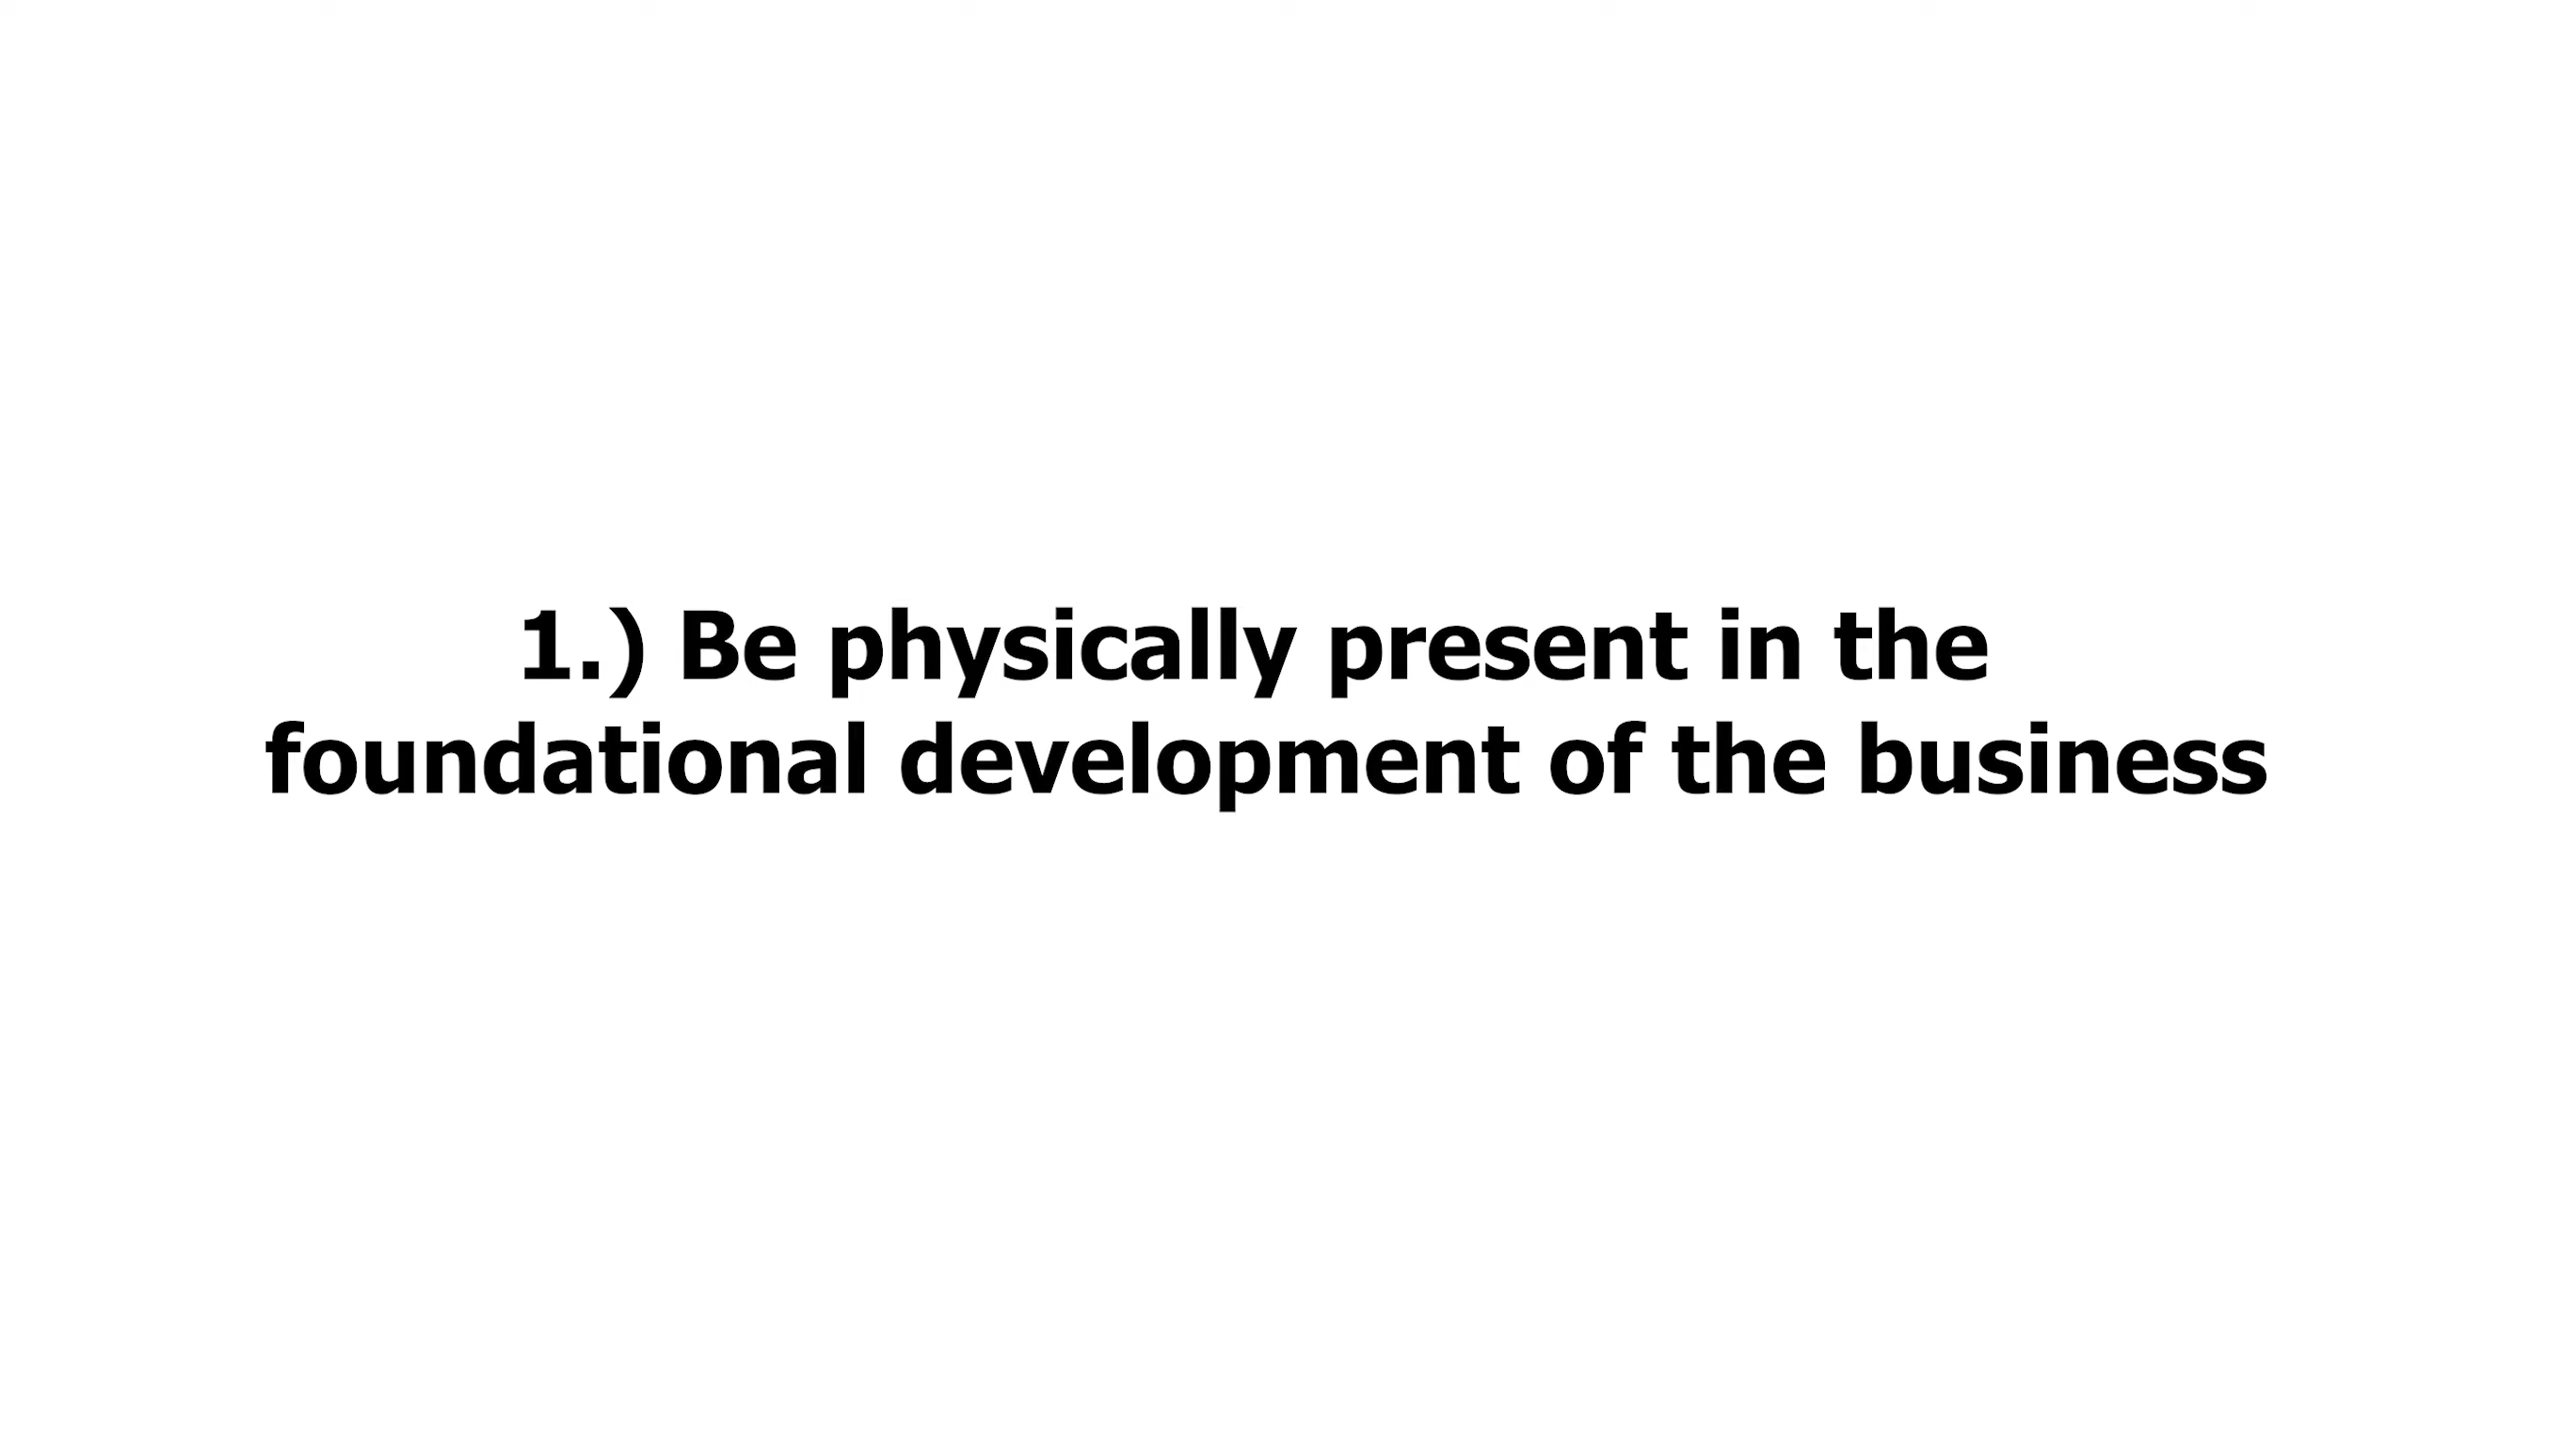 1.) Be physically present in the
foundational development of the business